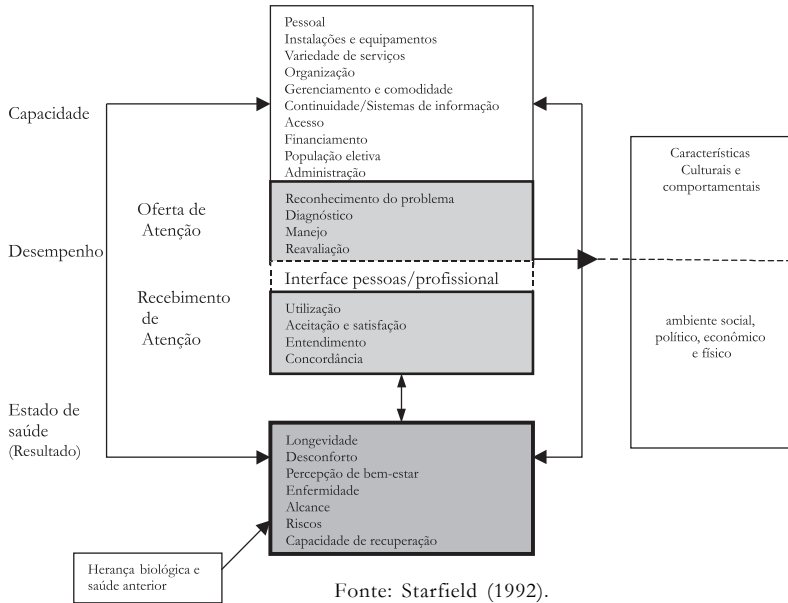 Pessoal
Instalações e equipamentos
Variedade de serviços
Organização
Gerenciamento e comodidade
Continuidade/Sistemas de informação
Acesso
Financiamento
População eletiva
Administração
Capacidade
Reconhecimento do problema
Diagnóstico
Manejo
Reavaliação
Oferta de
Atenção
Desempenho
Interface pessoas/profissional
Recebimento
de
Atenção
Utilização
Aceitação e satisfação
Entendimento
Concordância
Estado de
saúde
(Resultado)
Longevidade
Desconforto
Percepção de bem-estar
Enfermidade
Alcance
Riscos
Capacidade de recuperação
Herança biológica e
saúde anterior
Características
Culturais e
comportamentais
ambiente social,
político, econômico
e físico
Fonte: Starfield (1992).